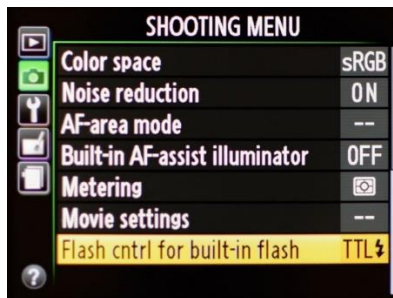 SHOOTING MENU
Color space sRGB
Noise reduction ON
AF-area mode --
Built-in AF-assist illuminator OFF
Metering
Movie settings --
Flash cntrl for built-in flash TTL
?